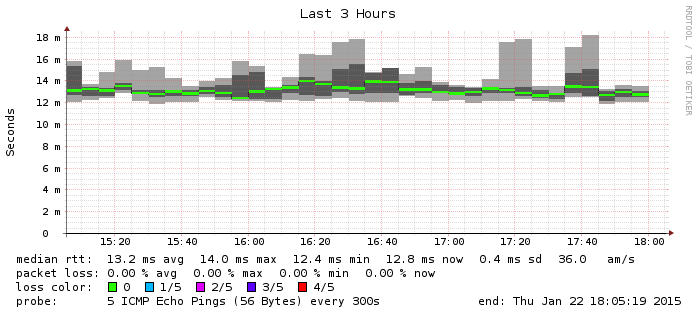 Last 3 Hours
RRDTOOL / TOBI OETIKER
Seconds
18 m
16 m
14 m
12 m
10 m
8 m
6 m
4 m
2 m
0
15:20 15:40 16:00 16:20 16:40 17:00 17:20 17:40 18:00
median rtt: 13.2 ms avg 14.0 ms max 12.4 ms min 12.8 ms now 0.4 ms sd 36.0 am/s
packet loss: 0.00 % avg 0.00 % max 0.00 % min 0.00 % now
loss color: 0 1/5 2/5 3/5 4/5
probe: 5 ICMP Echo Pings (56 Bytes) every 300s end: Thu Jan 22 18:05:19 2015